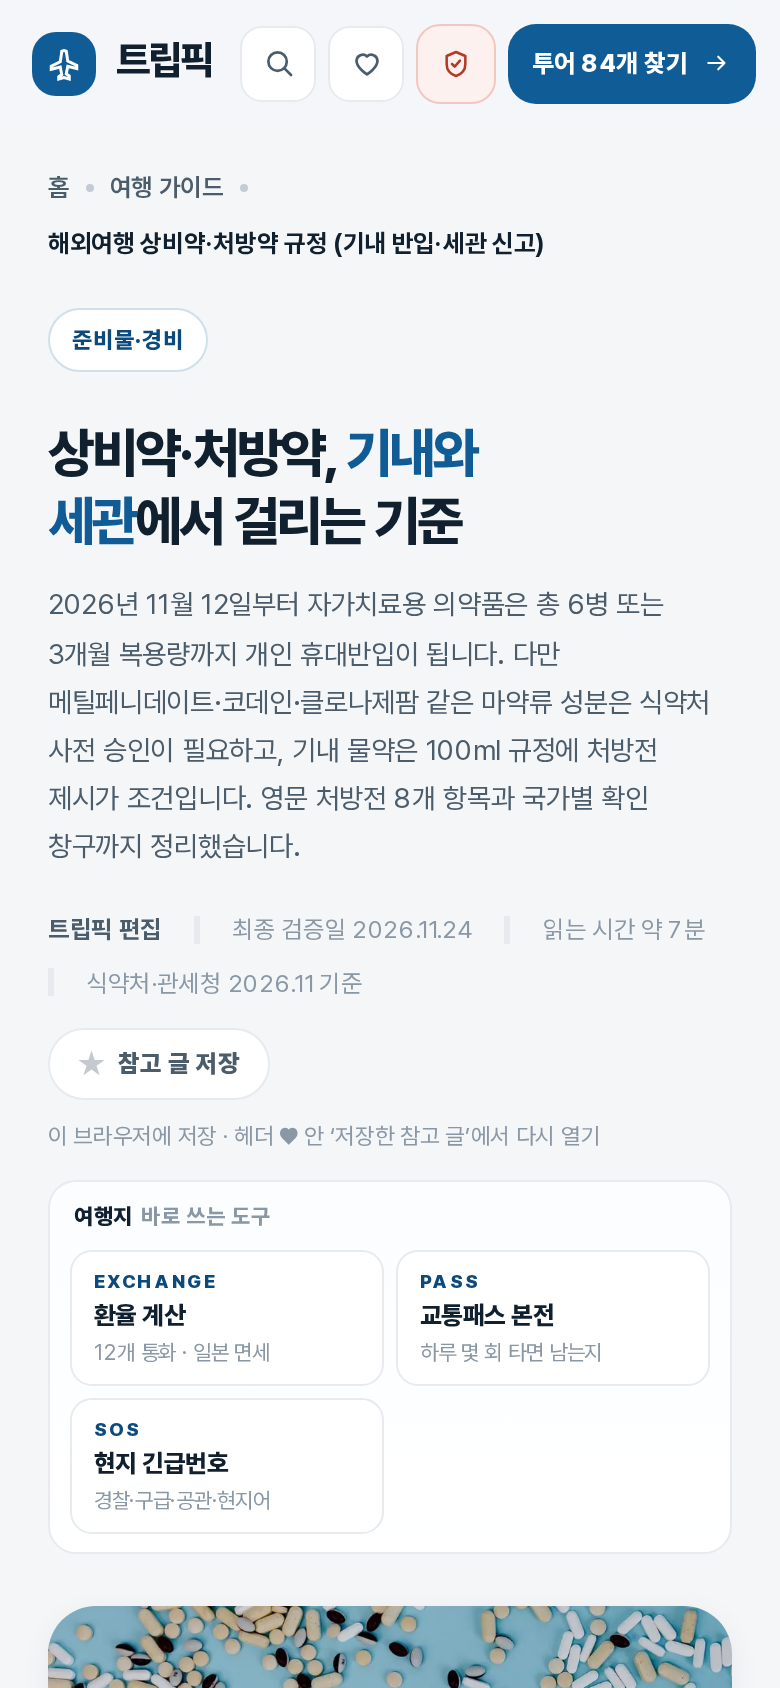 트립픽
투어 84개 찾기 →
홈 • 여행 가이드 •
해외여행 상비약·처방약 규정 (기내 반입·세관 신고)
준비물·경비
상비약·처방약, 기내와
세관에서 걸리는 기준
2026년 11월 12일부터 자가치료용 의약품은 총 6병 또는
3개월 복용량까지 개인 휴대반입이 됩니다. 다만
메틸페니데이트·코데인·클로나제팜 같은 마약류 성분은 식약처
사전 승인이 필요하고, 기내 물약은 100ml 규정에 처방전
제시가 조건입니다. 영문 처방전 8개 항목과 국가별 확인
창구까지 정리했습니다.
트립픽 편집 | 최종 검증일 2026.11.24 | 읽는 시간 약 7분
| 식약처·관세청 2026.11 기준
★ 참고 글 저장
이 브라우저에 저장 · 헤더 ♥ 안 ‘저장한 참고 글’에서 다시 열기
여행지 바로 쓰는 도구
EXCHANGE
환율 계산
12개 통화 · 일본 면세
PASS
교통패스 본전
하루 몇 회 타면 남는지
SOS
현지 긴급번호
경찰·구급·공관·현지어